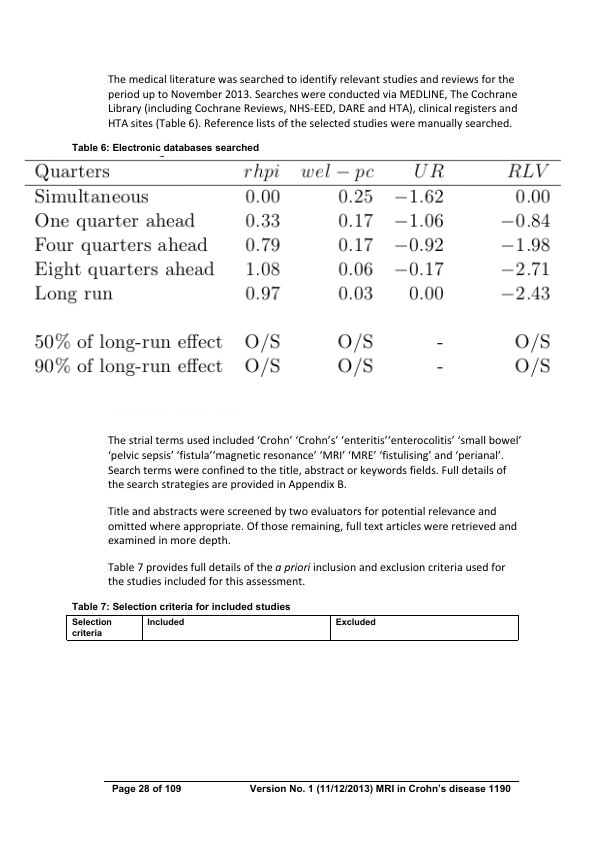 The medical literature was searched to identify relevant studies and reviews for the
period up to November 2013. Searches were conducted via MEDLINE, The Cochrane
Library (including Cochrane Reviews, NHS-EED, DARE and HTA), clinical registers and
HTA sites (Table 6). Reference lists of the selected studies were manually searched.
Table 6: Electronic databases searched
Quarters rhpi wel − pc UR RLV
Simultaneous 0.00 0.25 −1.62 0.00
One quarter ahead 0.33 0.17 −1.06 −0.84
Four quarters ahead 0.79 0.17 −0.92 −1.98
Eight quarters ahead 1.08 0.06 −0.17 −2.71
Long run 0.97 0.03 0.00 −2.43
50% of long-run effect O/S O/S - O/S
90% of long-run effect O/S O/S - O/S
The strial terms used included ‘Crohn’ ‘Crohn’s’ ‘enteritis’‘enterocolitis’ ‘small bowel’
‘pelvic sepsis’ ‘fistula’‘magnetic resonance’ ‘MRI’ ‘MRE’ ‘fistulising’ and ‘perianal’.
Search terms were confined to the title, abstract or keywords fields. Full details of
the search strategies are provided in Appendix B.
Title and abstracts were screened by two evaluators for potential relevance and
omitted where appropriate. Of those remaining, full text articles were retrieved and
examined in more depth.
Table 7 provides full details of the a priori inclusion and exclusion criteria used for
the studies included for this assessment.
Table 7: Selection criteria for included studies
Selection criteria Included Excluded
Page 28 of 109 Version No. 1 (11/12/2013) MRI in Crohn’s disease 1190